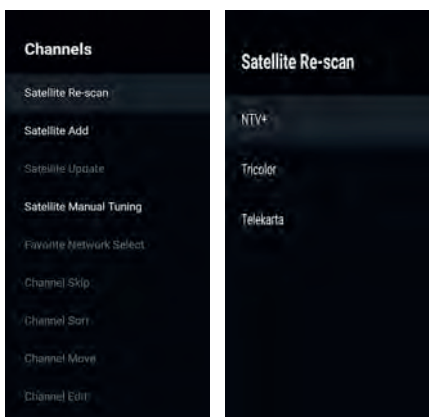 Channels
Satellite Re-scan
Satellite Add
Satellite Update
Satellite Manual Tuning
Favorite Network Select
Channel Skip
Channel Sort
Channel Move
Channel Edit
Satellite Re-scan
NTV+
Tricolor
Telekarta